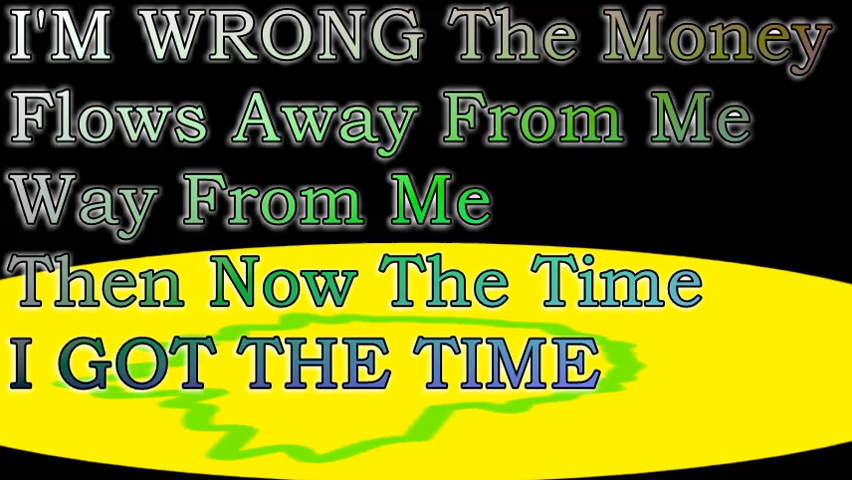 I'M WRONG The Money
Flows Away From Me
Way From Me
Then Now The Time
I GOT THE TIME